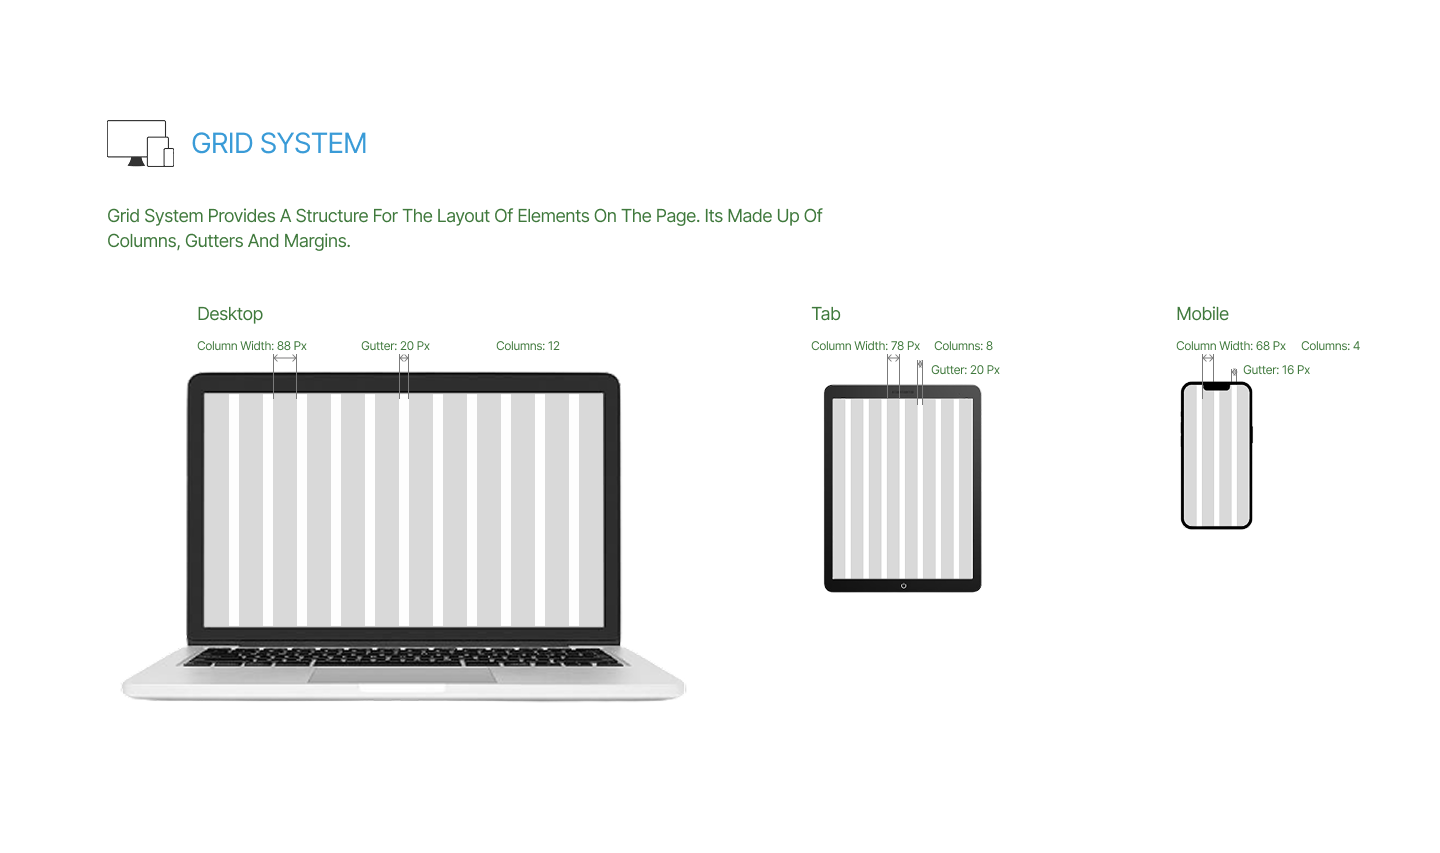 GRID SYSTEM
Grid System Provides A Structure For The Layout Of Elements On The Page. Its Made Up Of
Columns, Gutters And Margins.
Desktop
Column Width: 88 Px
Gutter: 20 Px
Columns: 12
Tab
Column Width: 78 Px
Columns: 8
Gutter: 20 Px
Mobile
Column Width: 68 Px
Columns: 4
Gutter: 16 Px